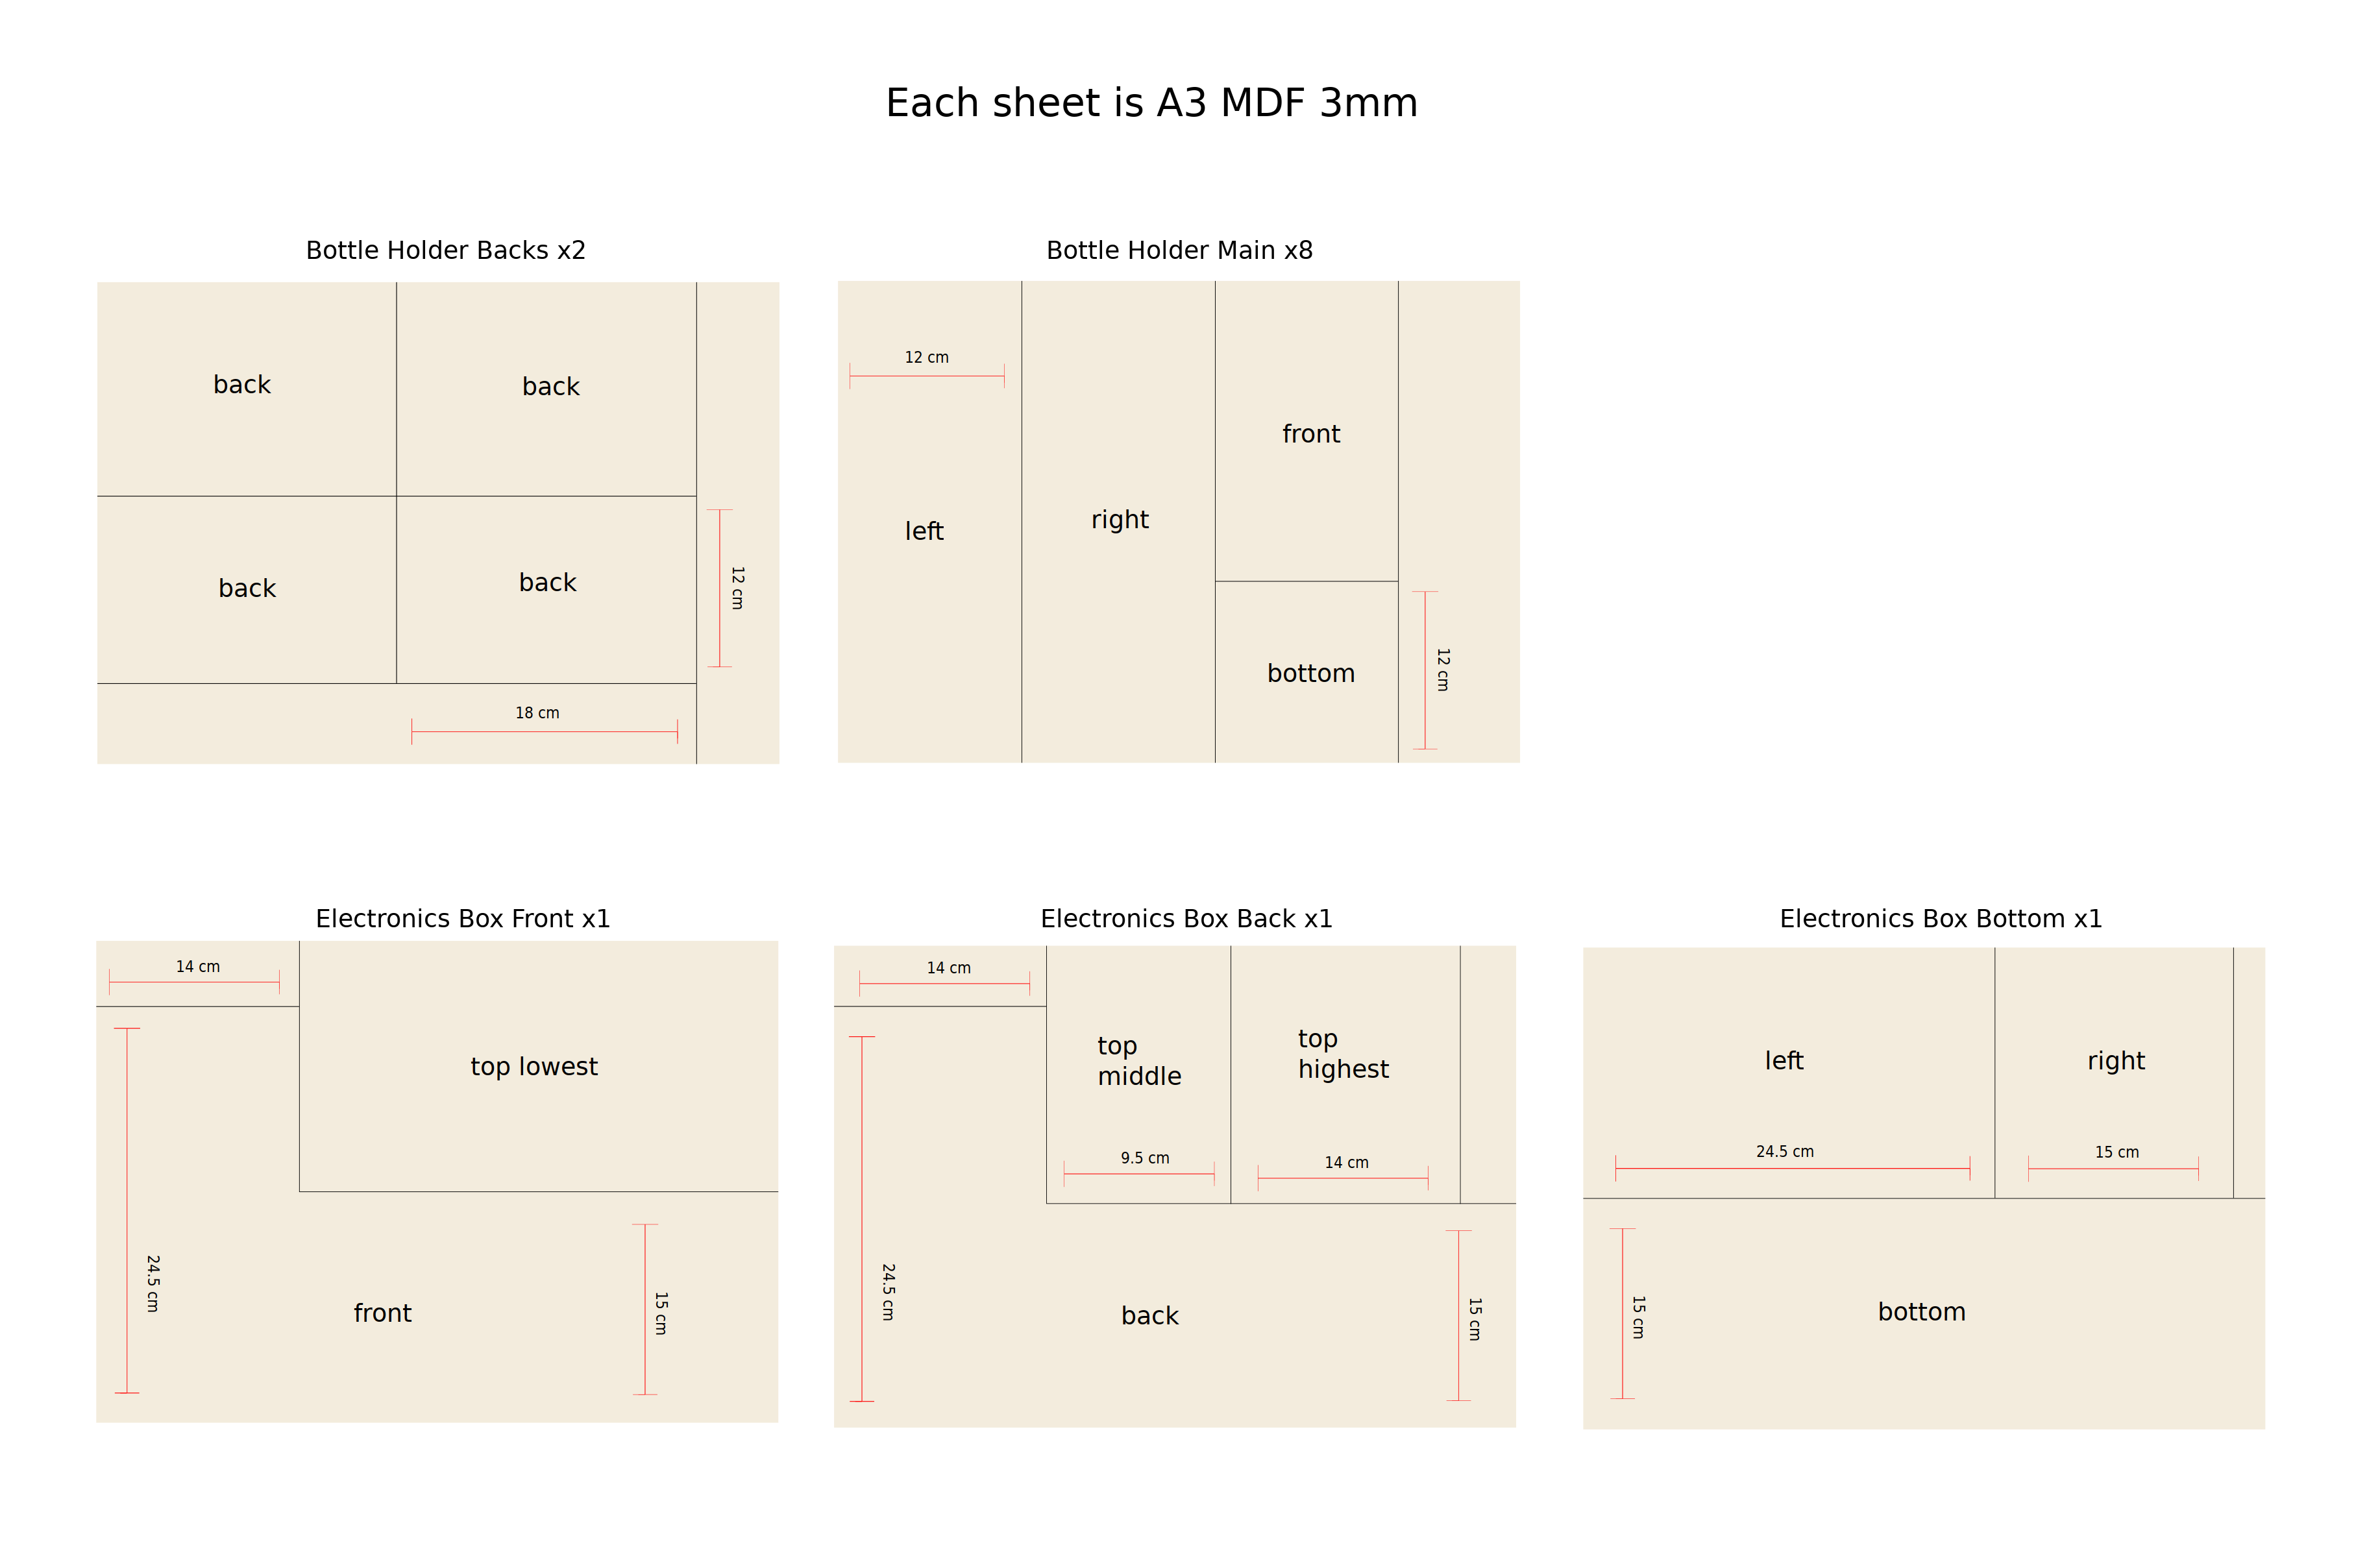 Each sheet is A3 MDF 3mm
Bottle Holder Backs x2
back
back
back
back
12 cm
18 cm
Bottle Holder Main x8
12 cm
left
right
front
bottom
12 cm
Electronics Box Front x1
14 cm
top lowest
24.5 cm
front
15 cm
Electronics Box Back x1
14 cm
top
middle
top
highest
9.5 cm
14 cm
24.5 cm
back
15 cm
Electronics Box Bottom x1
left
right
24.5 cm
15 cm
15 cm
bottom